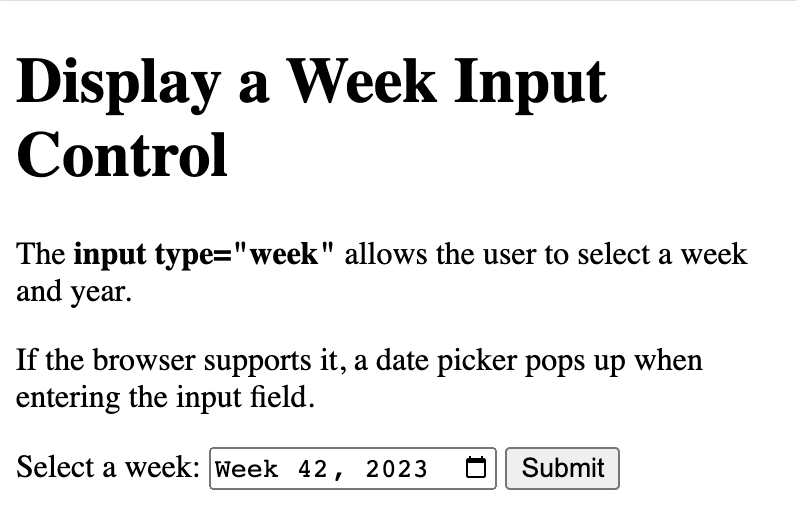 Display a Week Input
Control
The input type="week" allows the user to select a week
and year.
If the browser supports it, a date picker pops up when
entering the input field.
Select a week: Week 42, 2023 Submit